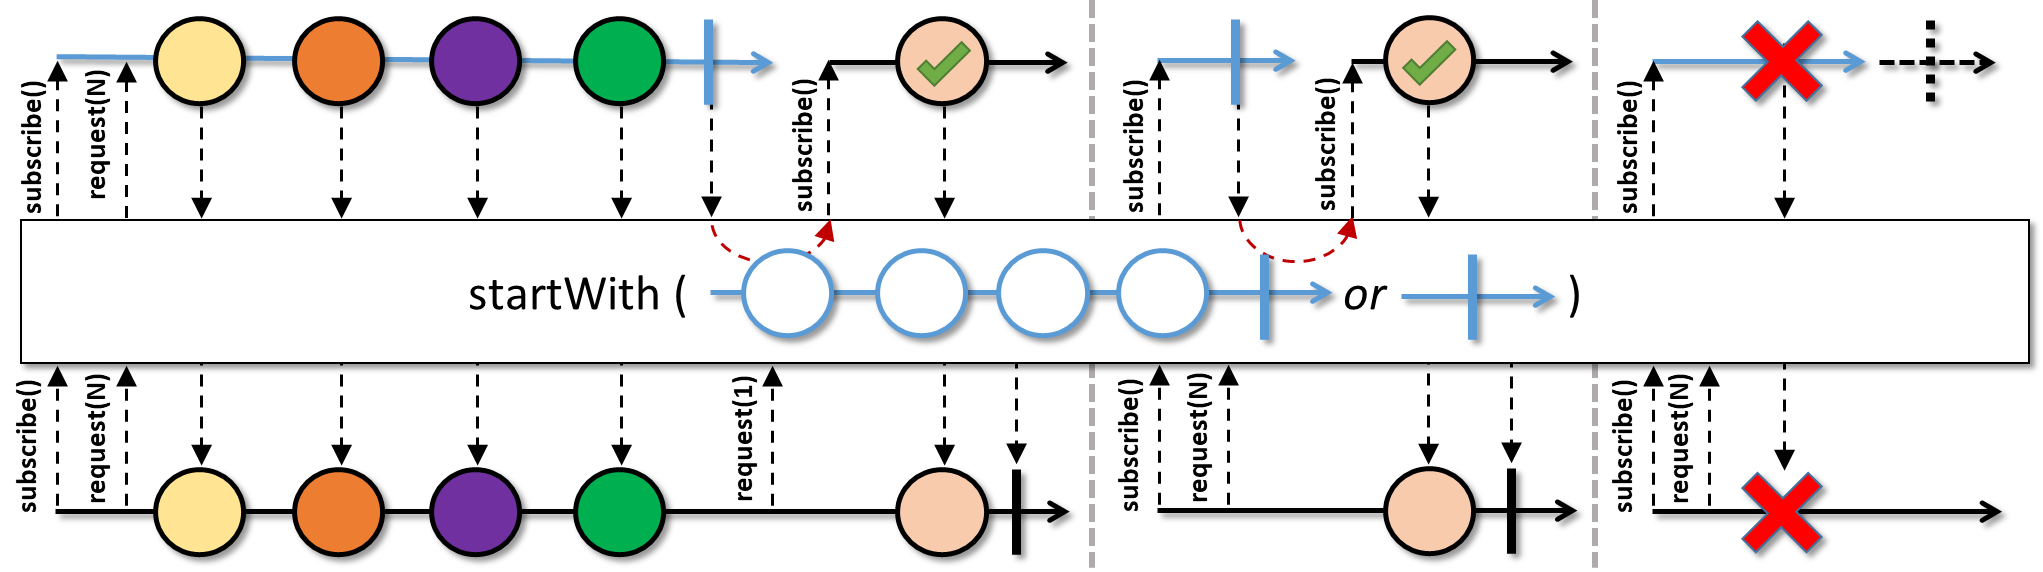 subscribe()
request(N)
subscribe()
subscribe()
subscribe()
subscribe()
startWith (
or
)
subscribe()
request(N)
request(1)
subscribe()
request(N)
subscribe()
request(N)